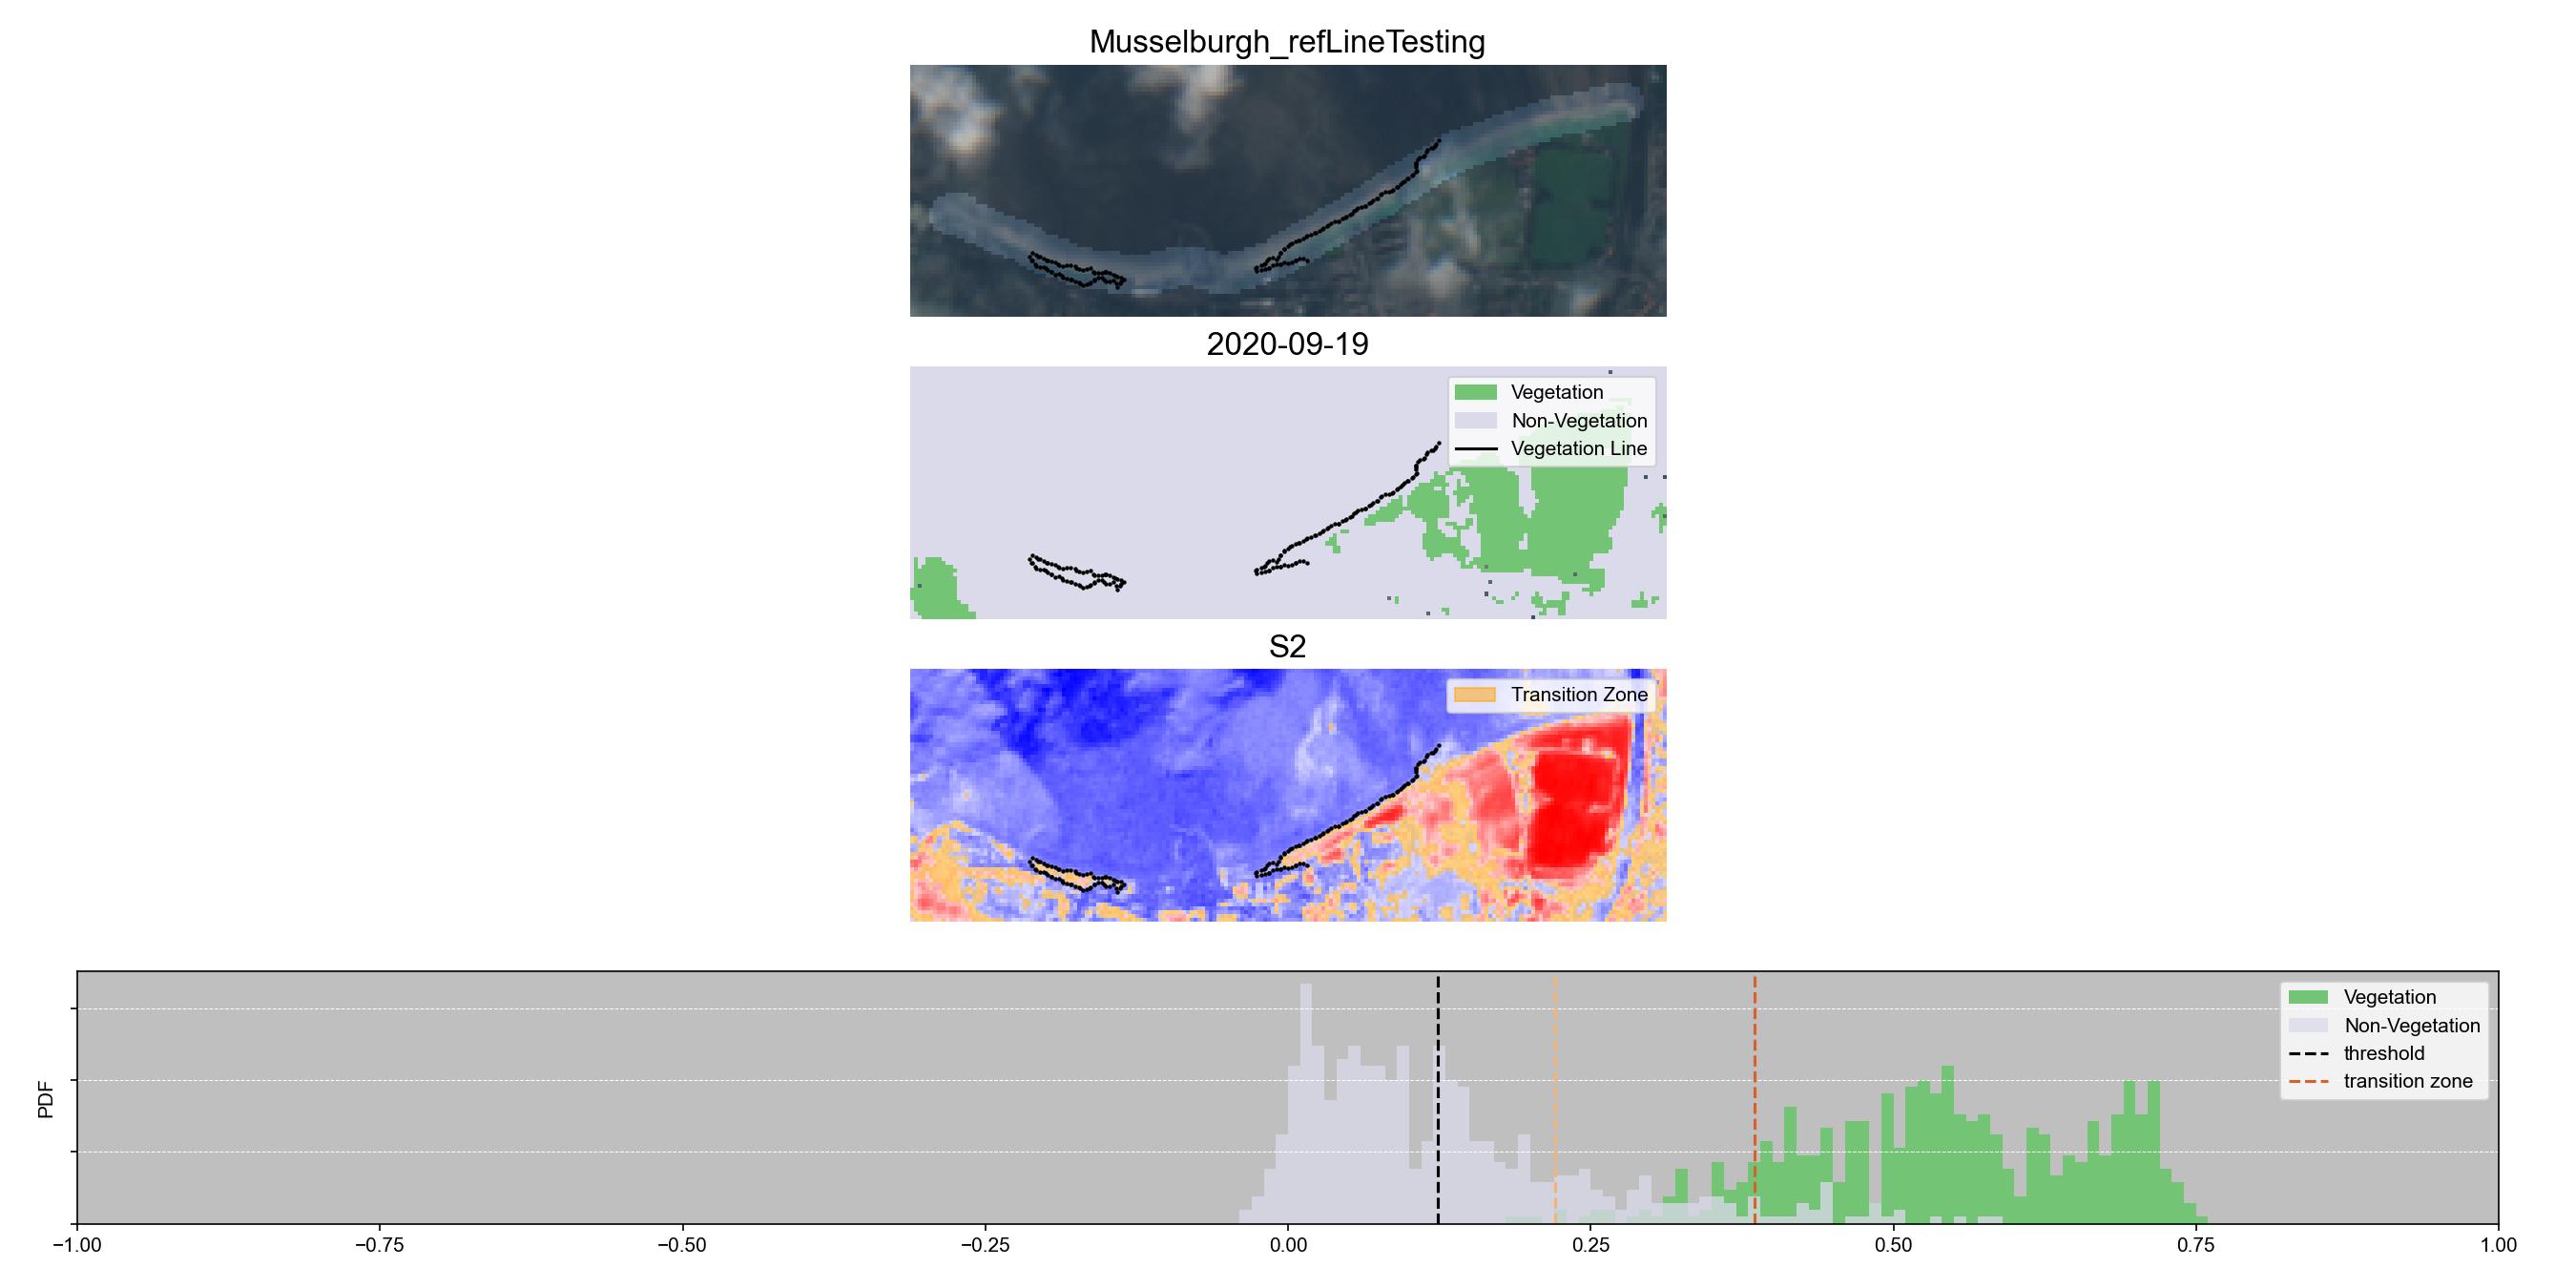 Musselburgh_refLineTesting
2020-09-19
Vegetation
Non-Vegetation
Vegetation Line
S2
Transition Zone
PDF
Vegetation
Non-Vegetation
threshold
transition zone
−1.00 −0.75 −0.50 −0.25 0.00 0.25 0.50 0.75 1.00